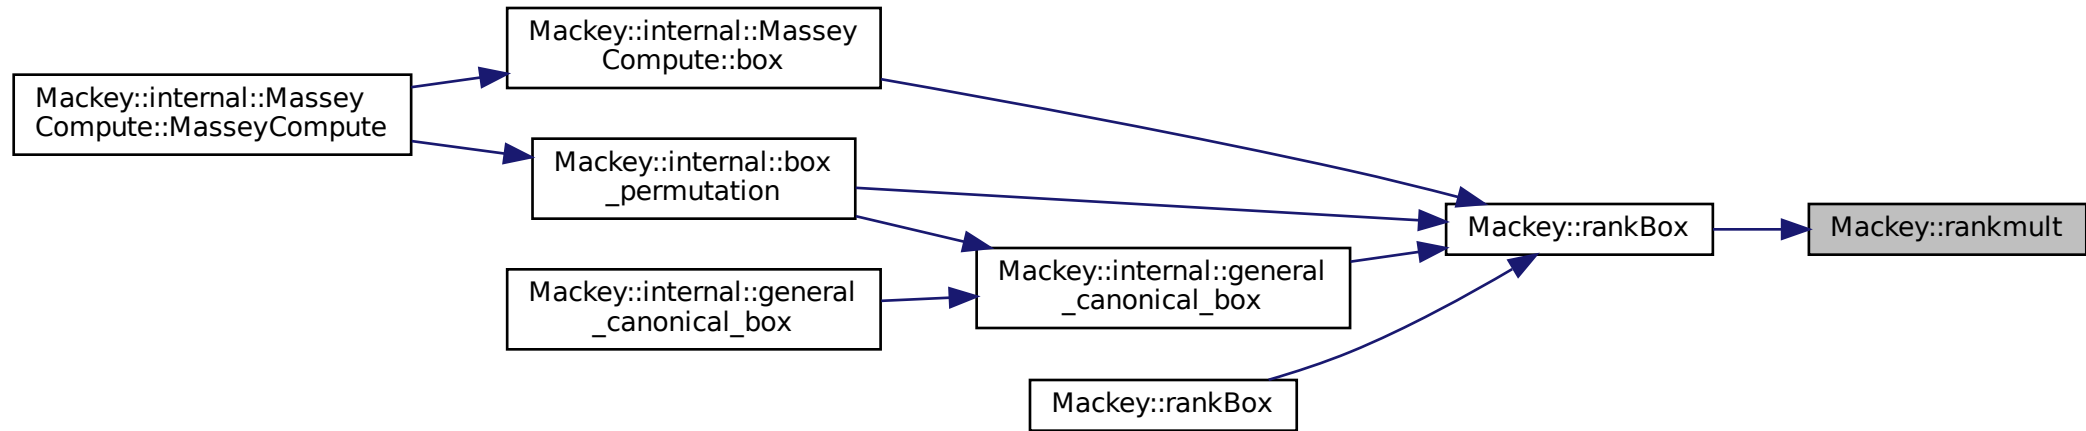 Mackey::internal::Massey
Compute::MasseyCompute
Mackey::internal::Massey
Compute::box
Mackey::internal::box
_permutation
Mackey::internal::general
_canonical_box
Mackey::internal::general
_canonical_box
Mackey::rankBox
Mackey::rankBox
Mackey::rankmult